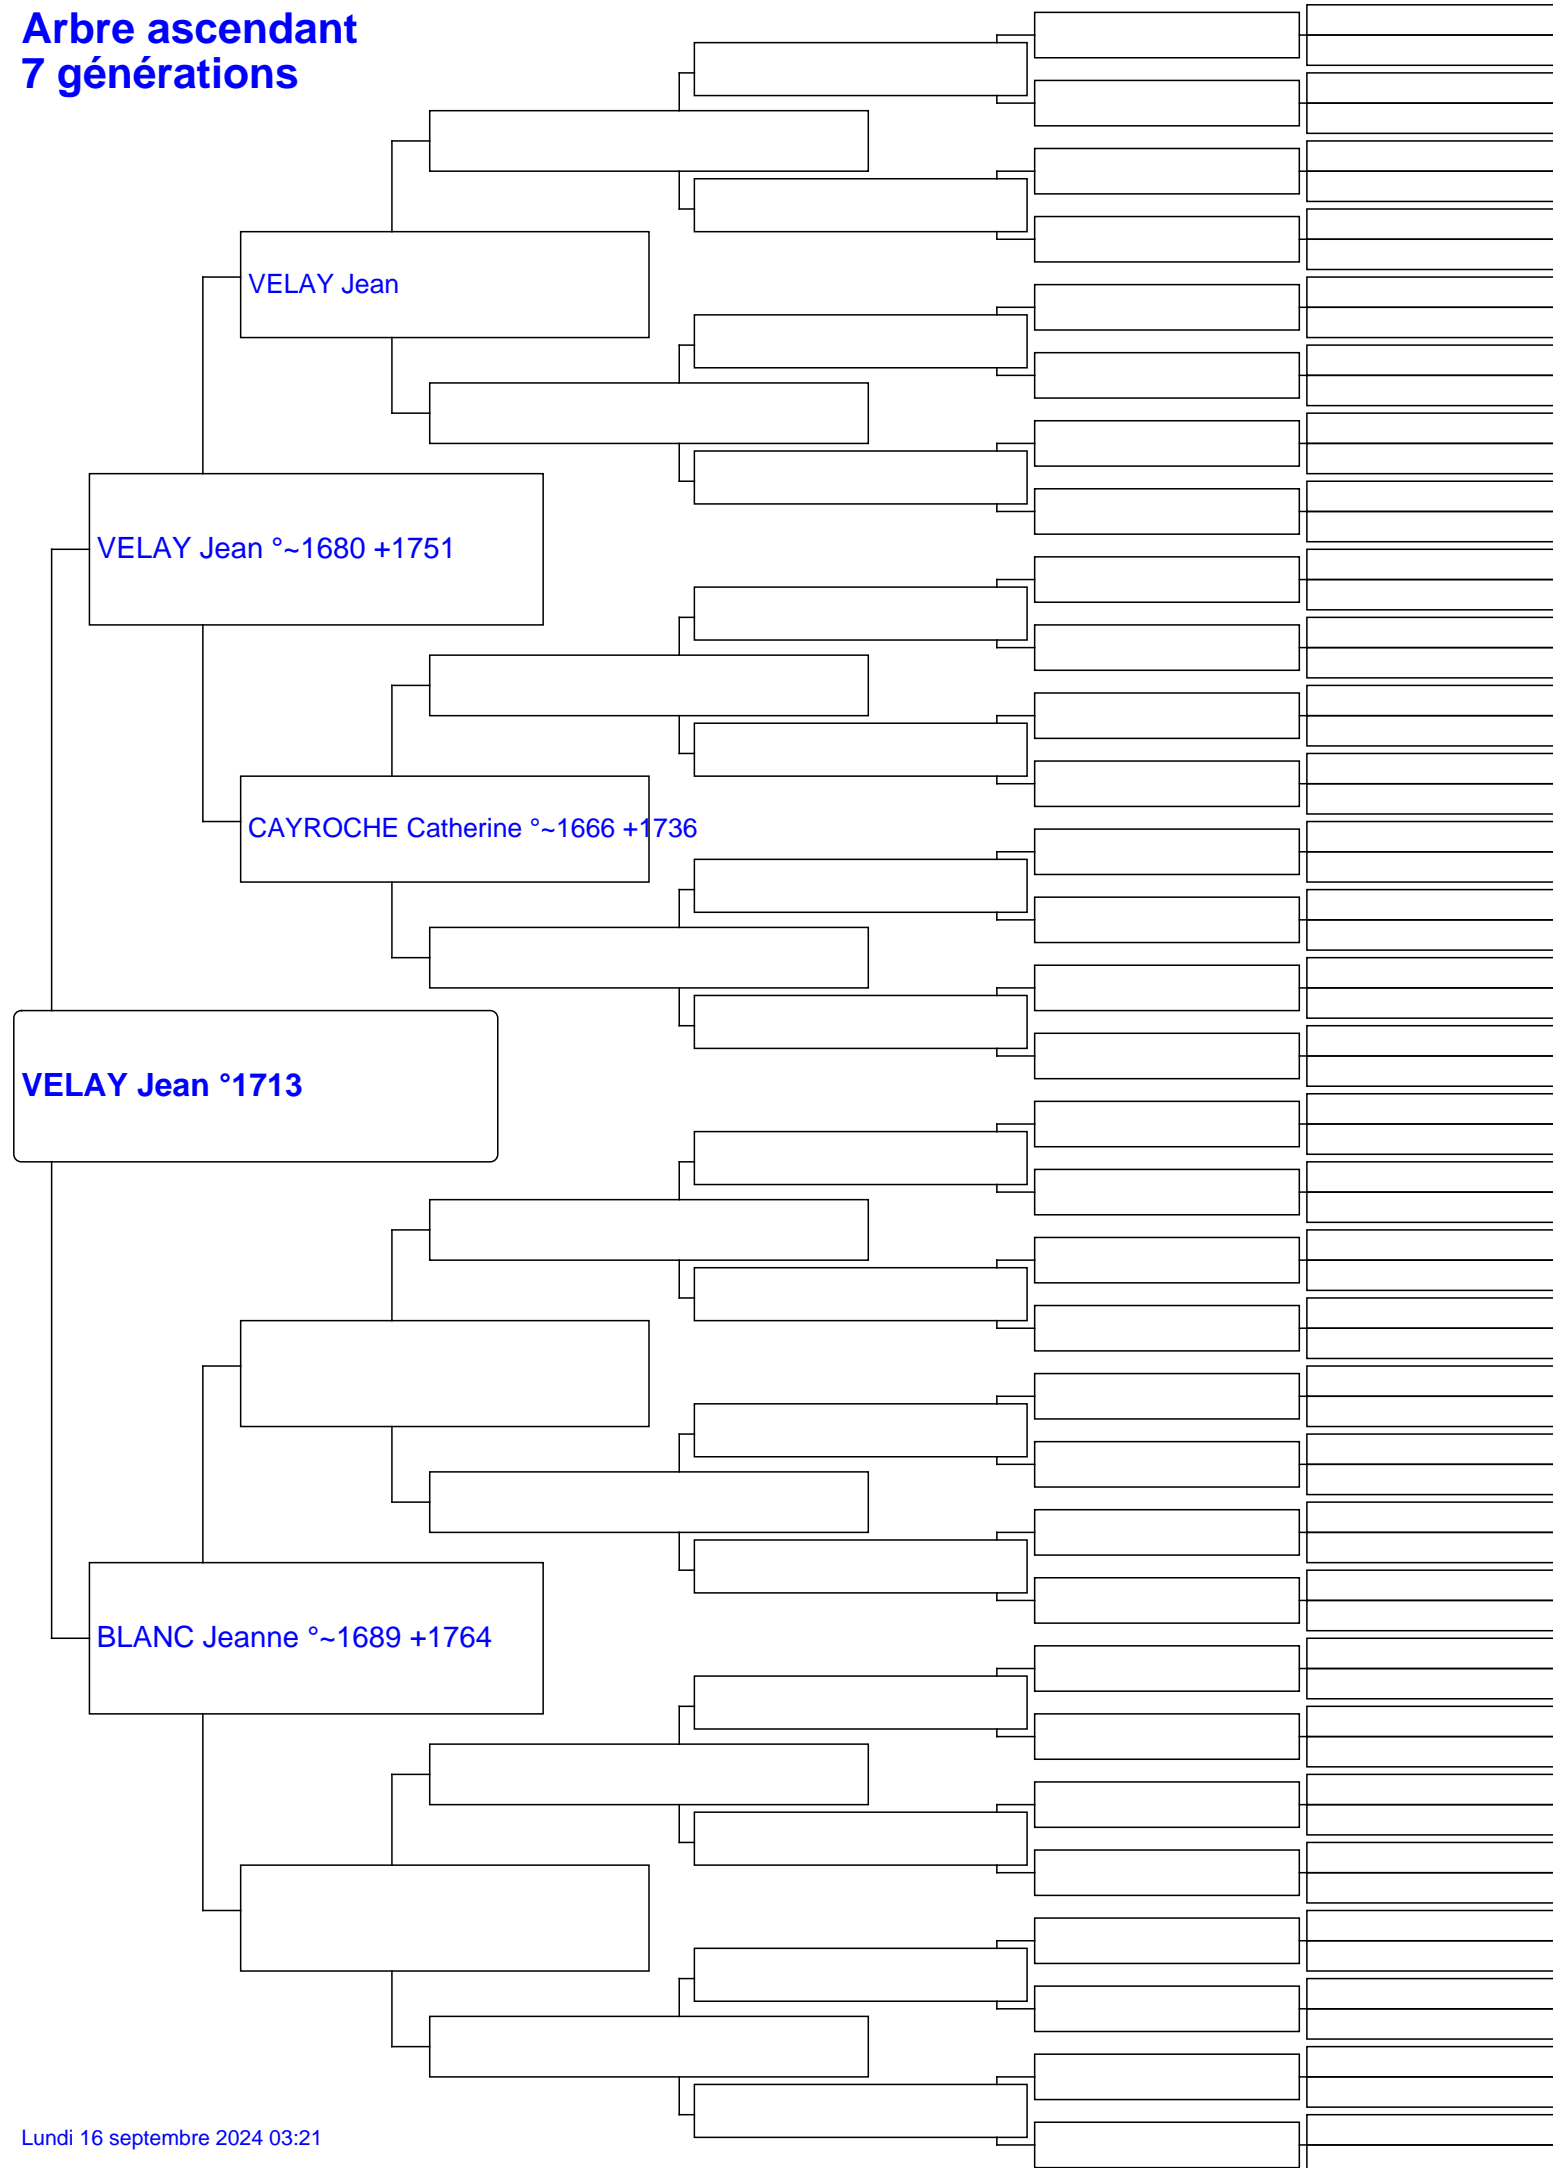 Arbre ascendant
7 générations
VELAY Jean
VELAY Jean °~1680 +1751
CAYROCHE Catherine °~1666 +1736
VELAY Jean °1713
BLANC Jeanne °~1689 +1764
Lundi 16 septembre 2024 03:21